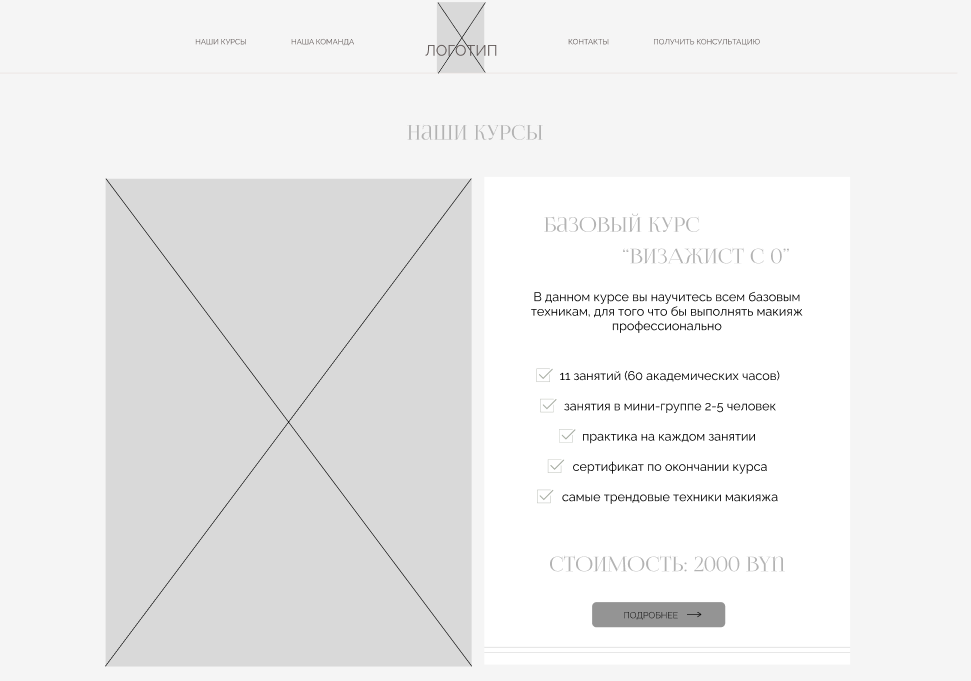 НАШИ КУРСЫ
НАША КОМАНДА
ЛОГОТИП
КОНТАКТЫ
ПОЛУЧИТЬ КОНСУЛЬТАЦИЮ
НАШИ КУРСЫ
БАЗОВЫЙ КУРС
“ВИЗАЖИСТ С 0”
В данном курсе вы научитесь всем базовым
техникам, для того что бы выполнять макияж
профессионально
11 занятий (60 академических часов)
занятия в мини-группе 2-5 человек
практика на каждом занятии
сертификат по окончании курса
самые трендовые техники макияжа
СТОИМОСТЬ: 2000 BYN
ПОДРОБНЕЕ